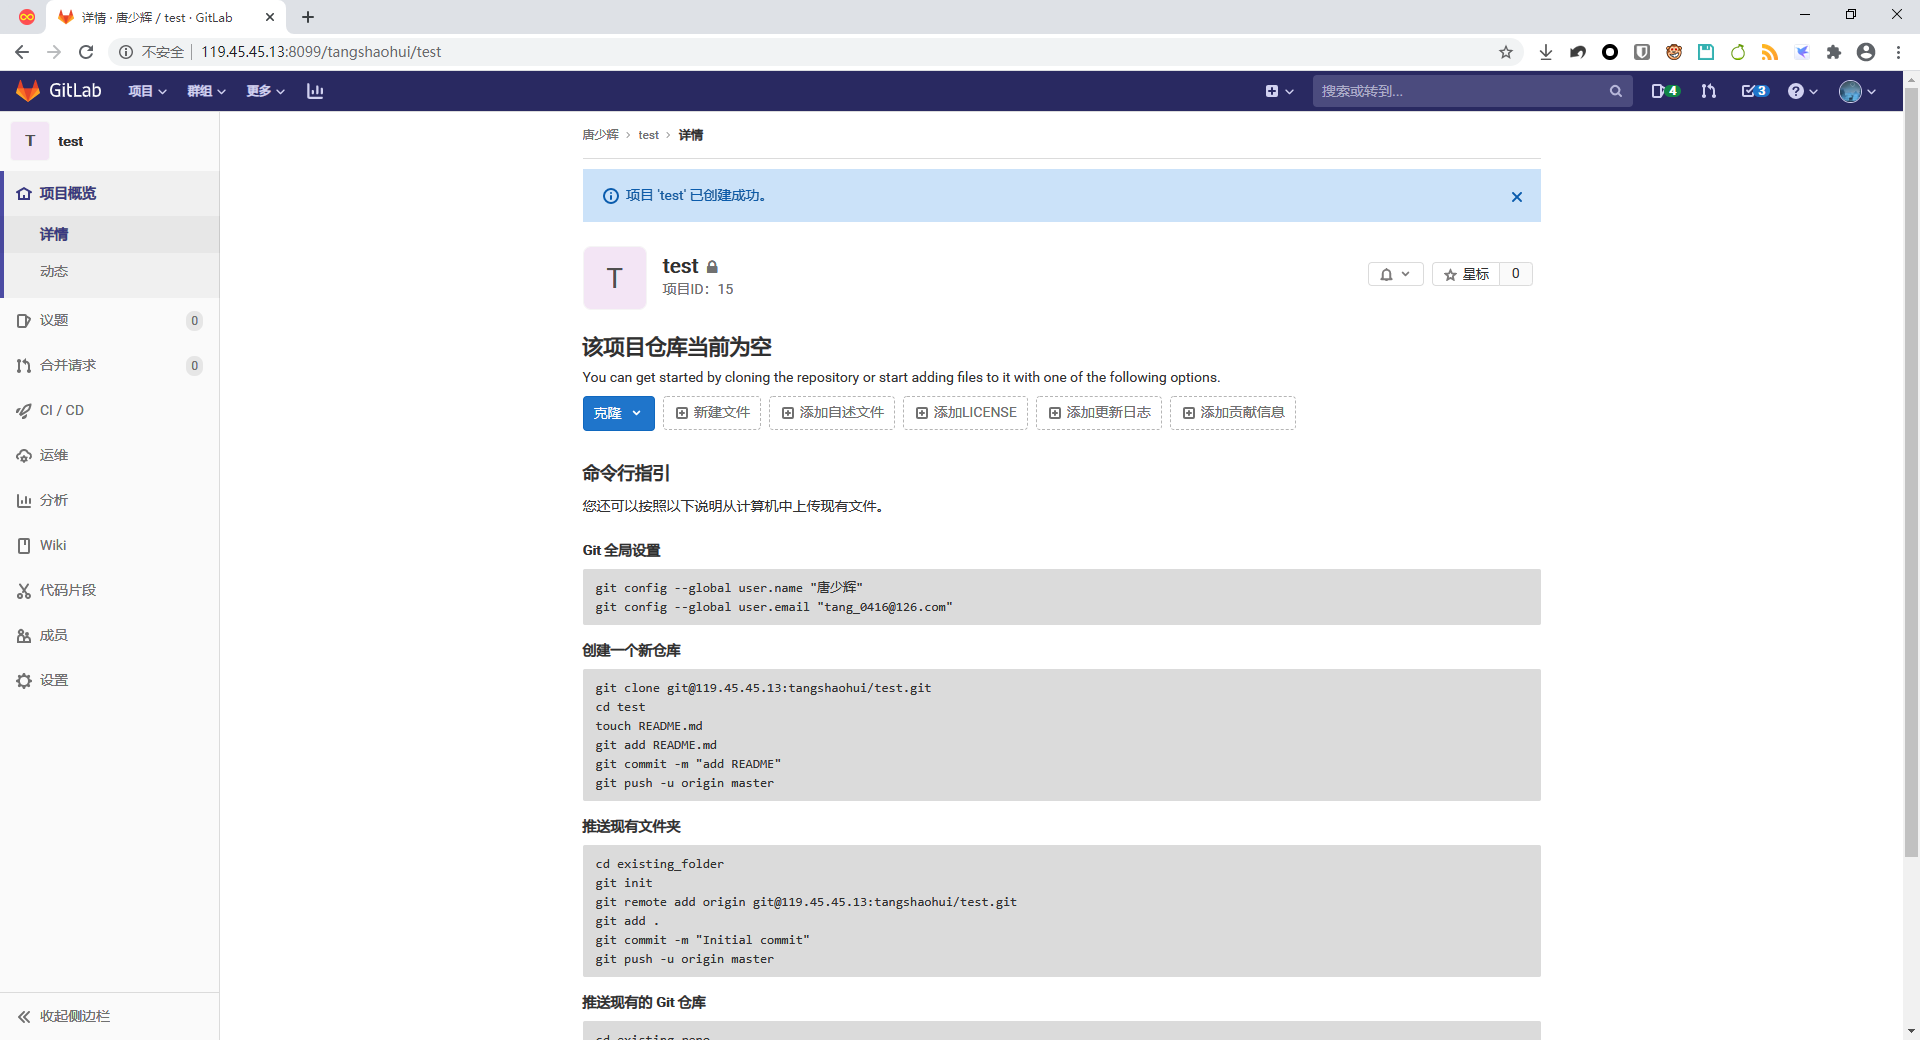 详情 · 唐少辉 / test · GitLab
不安全 119.45.45.13:8099/tangshaohui/test
GitLab 项目 群组 更多 搜索或转到... 4 3
T test
项目概览
详情
动态
议题 0
合并请求 0
CI / CD
运维
分析
Wiki
代码片段
成员
设置
收起侧边栏
唐少辉 › test › 详情
项目 'test' 已创建成功。
T
test
项目ID： 15
星标 0
该项目仓库当前为空
You can get started by cloning the repository or start adding files to it with one of the following options.
克隆 新建文件 添加自述文件 添加LICENSE 添加更新日志 添加贡献信息
命令行指引
您还可以按照以下说明从计算机中上传现有文件。
Git 全局设置
git config --global user.name "唐少辉"
git config --global user.email "tang_0416@126.com"
创建一个新仓库
git clone git@119.45.45.13:tangshaohui/test.git
cd test
touch README.md
git add README.md
git commit -m "add README"
git push -u origin master
推送现有文件夹
cd existing_folder
git init
git remote add origin git@119.45.45.13:tangshaohui/test.git
git add .
git commit -m "Initial commit"
git push -u origin master
推送现有的 Git 仓库
cd existing_repo